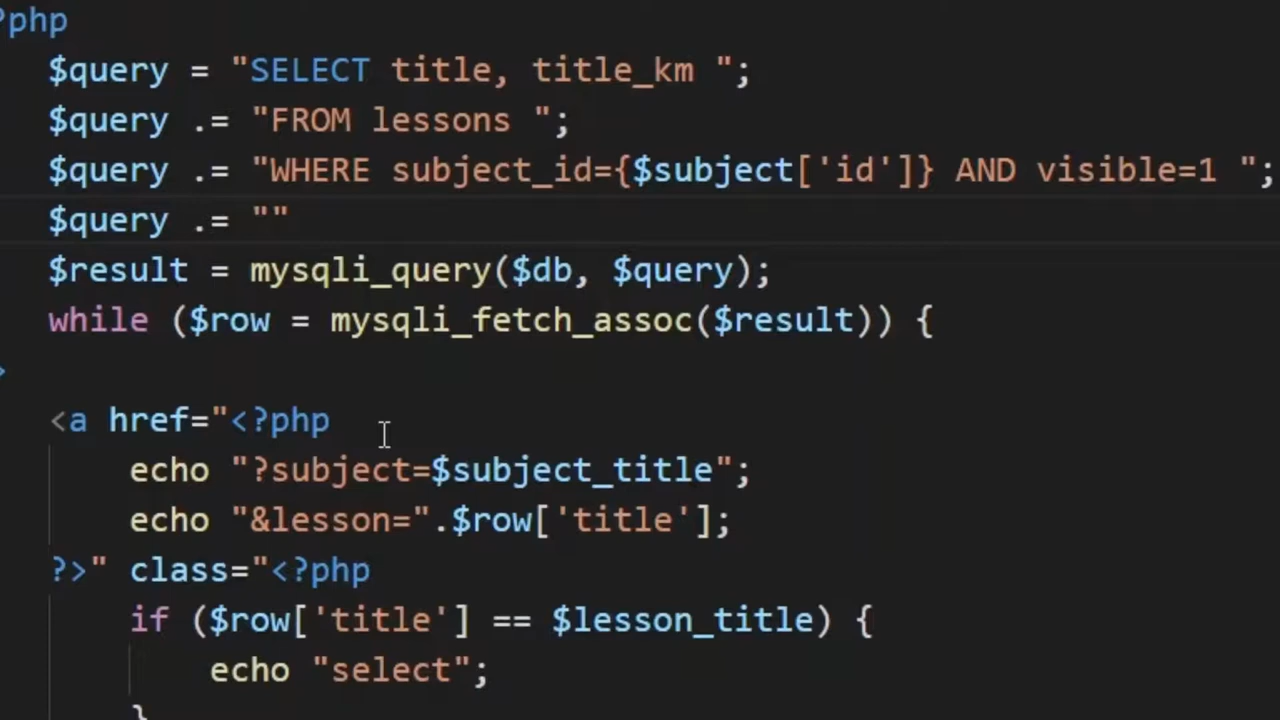 ?php
$query = "SELECT title, title_km ";
$query .= "FROM lessons ";
$query .= "WHERE subject_id={$subject['id']} AND visible=1 ";
$query .= ""
$result = mysqli_query($db, $query);
while ($row = mysqli_fetch_assoc($result)) {
>
<a href="<?php
echo "?subject=$subject_title";
echo "&lesson=".$row['title'];
?>" class="<?php
if ($row['title'] == $lesson_title) {
echo "select";
}